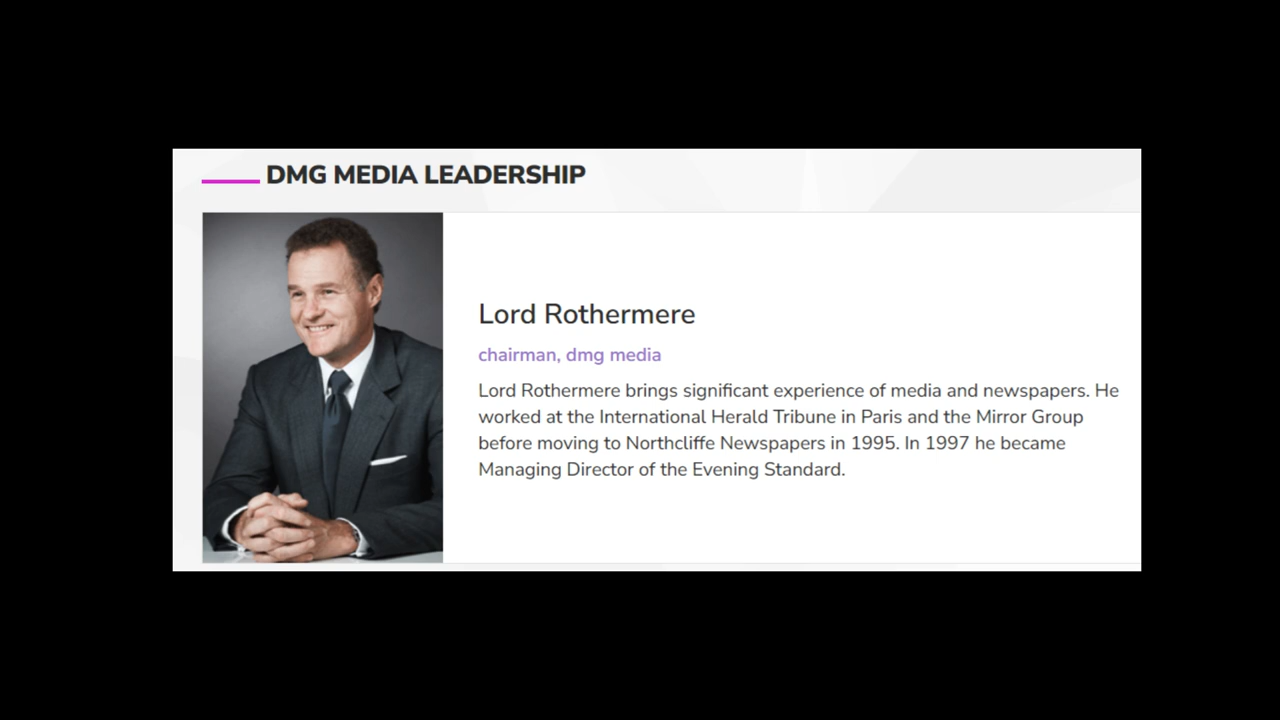 DMG MEDIA LEADERSHIP
Lord Rothermere
chairman, dmg media
Lord Rothermere brings significant experience of media and newspapers. He
worked at the International Herald Tribune in Paris and the Mirror Group
before moving to Northcliffe Newspapers in 1995. In 1997 he became
Managing Director of the Evening Standard.